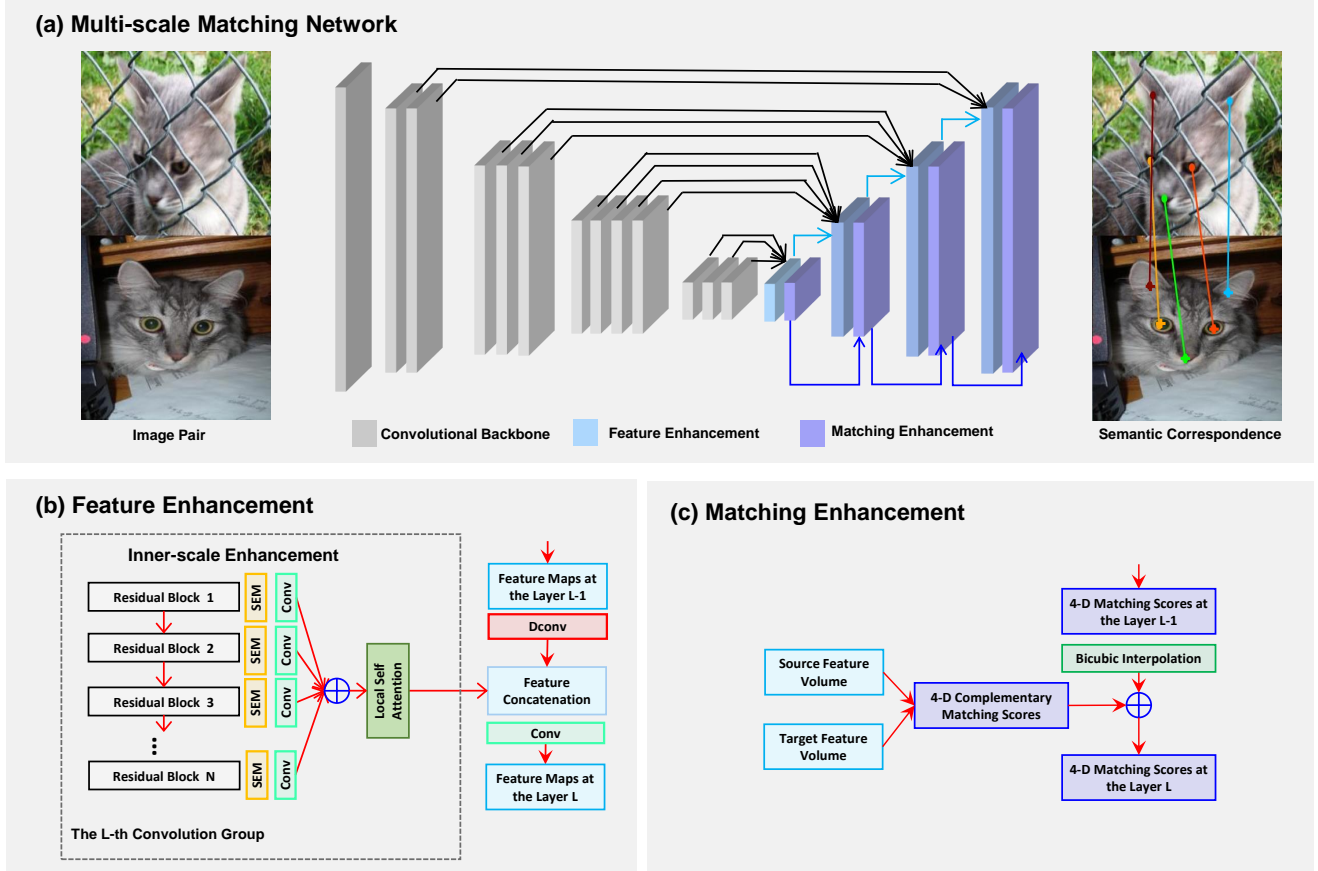 (a) Multi-scale Matching Network
Image Pair
Convolutional Backbone
Feature Enhancement
Matching Enhancement
Semantic Correspondence
(b) Feature Enhancement
Inner-scale Enhancement
Residual Block 1
SEM
Conv
Residual Block 2
SEM
Conv
Residual Block 3
SEM
Conv
Residual Block N
SEM
Conv
Local Self
Attention
The L-th Convolution Group
Feature Maps at
the Layer L-1
Dconv
Feature
Concatenation
Conv
Feature Maps at
the Layer L
(c) Matching Enhancement
Source Feature
Volume
Target Feature
Volume
4-D Complementary
Matching Scores
4-D Matching Scores at
the Layer L-1
Bicubic Interpolation
4-D Matching Scores at
the Layer L